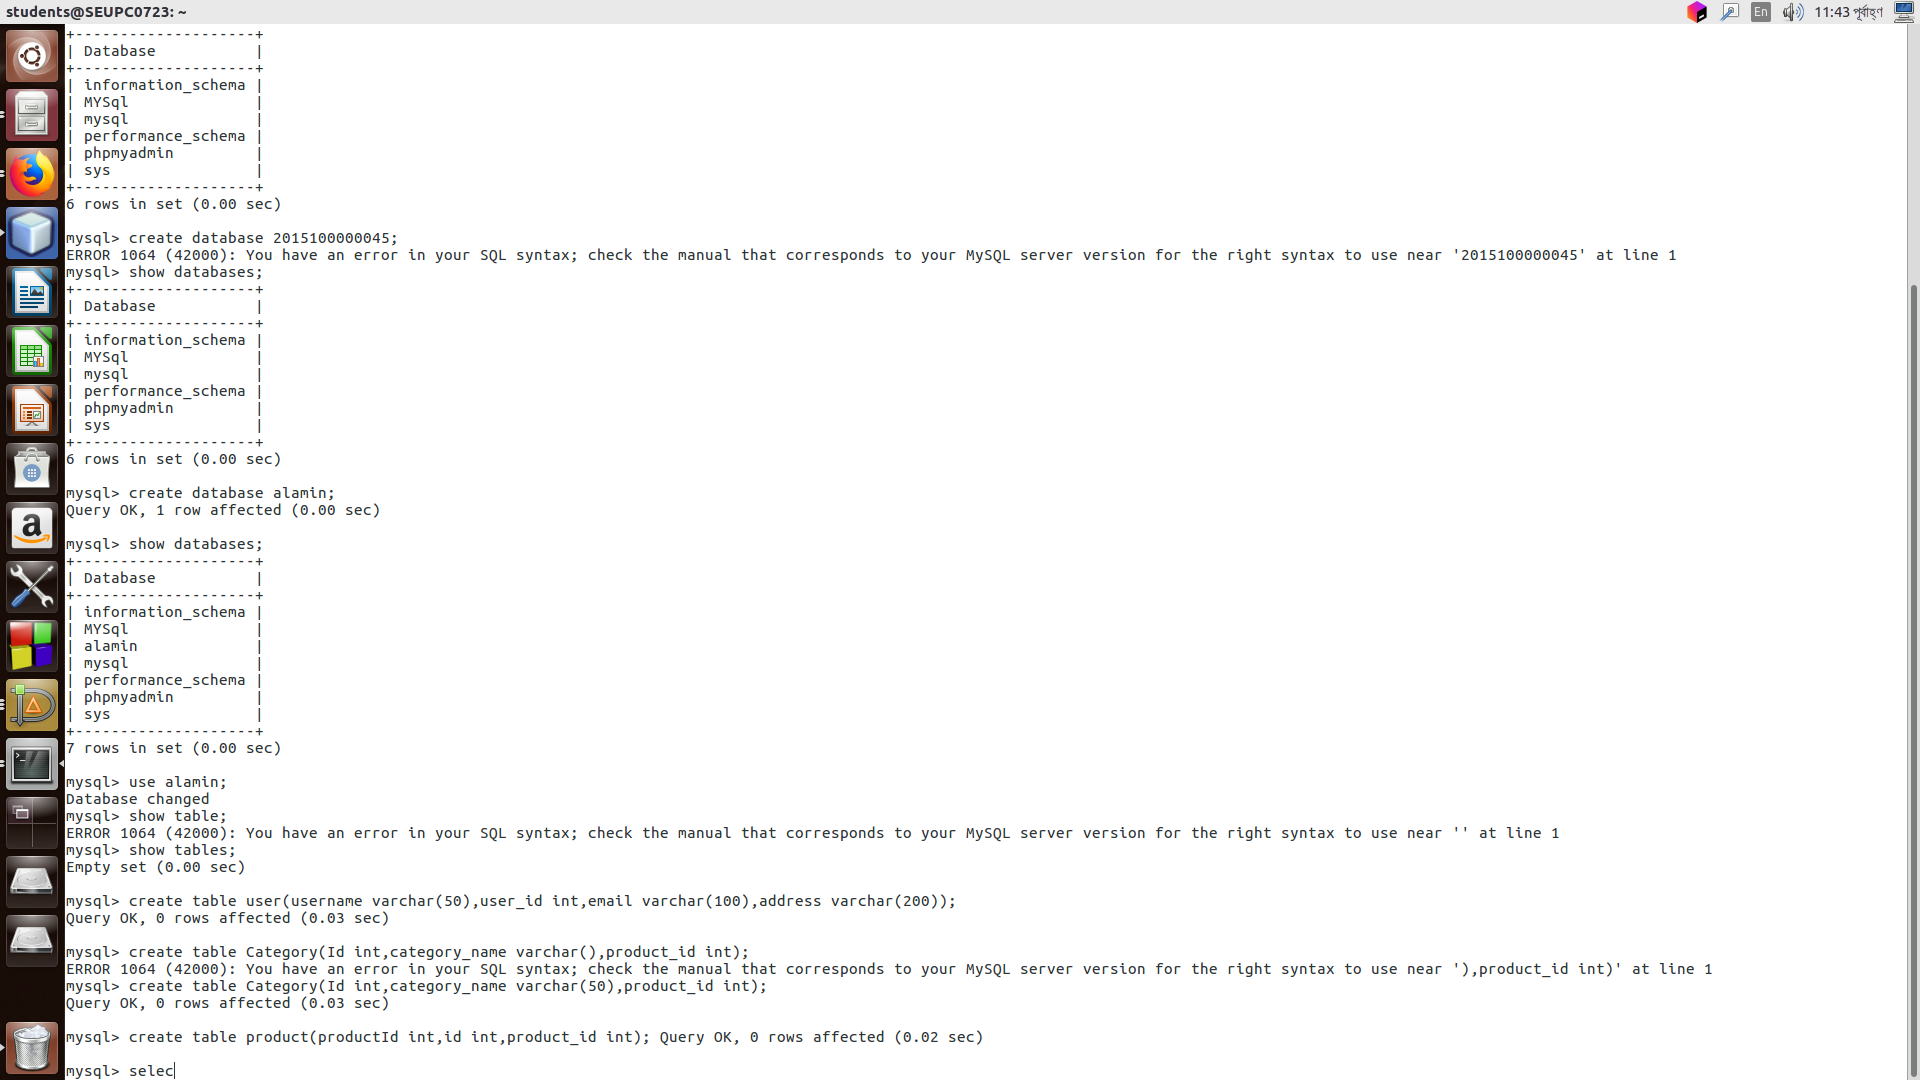 students@SEUPC0723: ~
En
11:43 পূর্বাহ্ণ
+--------------------+
| Database           |
+--------------------+
| information_schema |
| MYSql              |
| mysql              |
| performance_schema |
| phpmyadmin         |
| sys                |
+--------------------+
6 rows in set (0.00 sec)
mysql> create database 2015100000045;
ERROR 1064 (42000): You have an error in your SQL syntax; check the manual that corresponds to your MySQL server version for the right syntax to use near '2015100000045' at line 1
mysql> show databases;
+--------------------+
| Database           |
+--------------------+
| information_schema |
| MYSql              |
| mysql              |
| performance_schema |
| phpmyadmin         |
| sys                |
+--------------------+
6 rows in set (0.00 sec)
mysql> create database alamin;
Query OK, 1 row affected (0.00 sec)
mysql> show databases;
+--------------------+
| Database           |
+--------------------+
| information_schema |
| MYSql              |
| alamin             |
| mysql              |
| performance_schema |
| phpmyadmin         |
| sys                |
+--------------------+
7 rows in set (0.00 sec)
mysql> use alamin;
Database changed
mysql> show table;
ERROR 1064 (42000): You have an error in your SQL syntax; check the manual that corresponds to your MySQL server version for the right syntax to use near '' at line 1
mysql> show tables;
Empty set (0.00 sec)
mysql> create table user(username varchar(50),user_id int,email varchar(100),address varchar(200));
Query OK, 0 rows affected (0.03 sec)
mysql> create table Category(Id int,category_name varchar(),product_id int);
ERROR 1064 (42000): You have an error in your SQL syntax; check the manual that corresponds to your MySQL server version for the right syntax to use near '),product_id int)' at line 1
mysql> create table Category(Id int,category_name varchar(50),product_id int);
Query OK, 0 rows affected (0.03 sec)
mysql> create table product(productId int,id int,product_id int); Query OK, 0 rows affected (0.02 sec)
mysql> selec